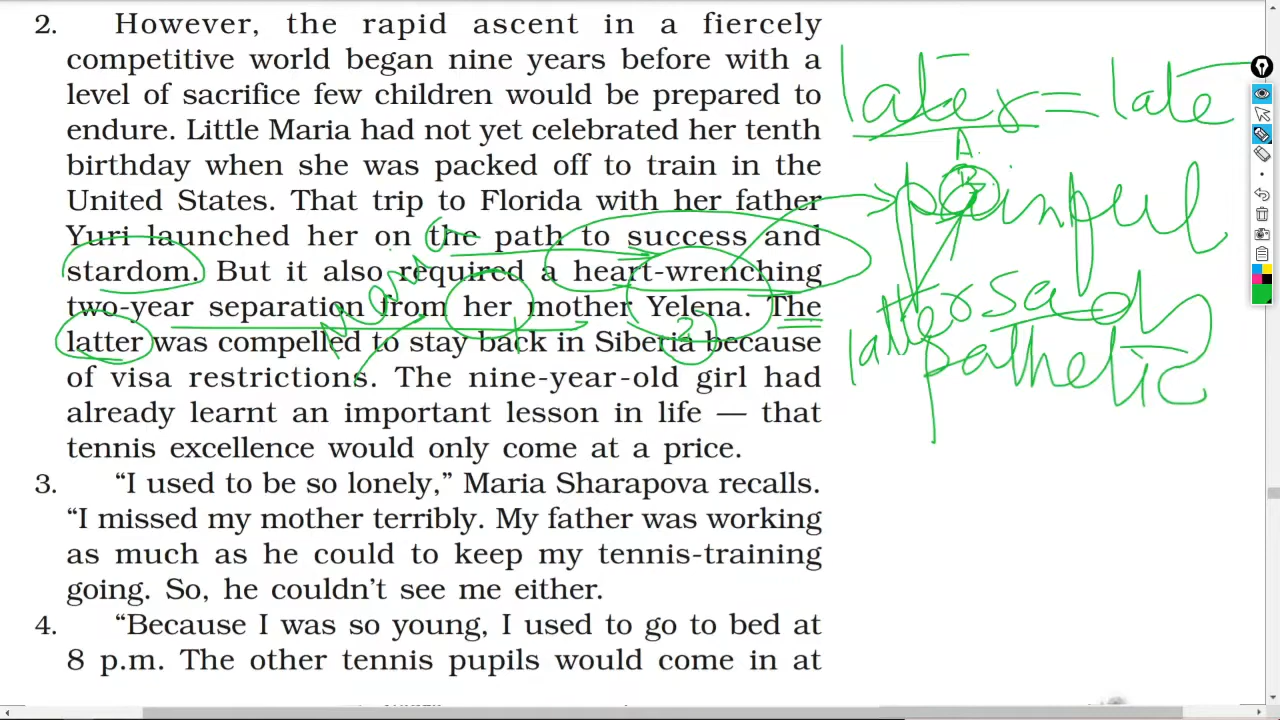 2. However, the rapid ascent in a fiercely
competitive world began nine years before with a
level of sacrifice few children would be prepared to
endure. Little Maria had not yet celebrated her tenth
birthday when she was packed off to train in the
United States. That trip to Florida with her father
Yuri launched her on the path to success and
stardom. But it also required a heart-wrenching
two-year separation from her mother Yelena. The
latter was compelled to stay back in Siberia because
of visa restrictions. The nine-year-old girl had
already learnt an important lesson in life — that
tennis excellence would only come at a price.
3. “I used to be so lonely,” Maria Sharapova recalls.
“I missed my mother terribly. My father was working
as much as he could to keep my tennis-training
going. So, he couldn’t see me either.
4. “Because I was so young, I used to go to bed at
8 p.m. The other tennis pupils would come in at
later = late
A
B
painful
latter
sad
pathetic
Maria
1
2